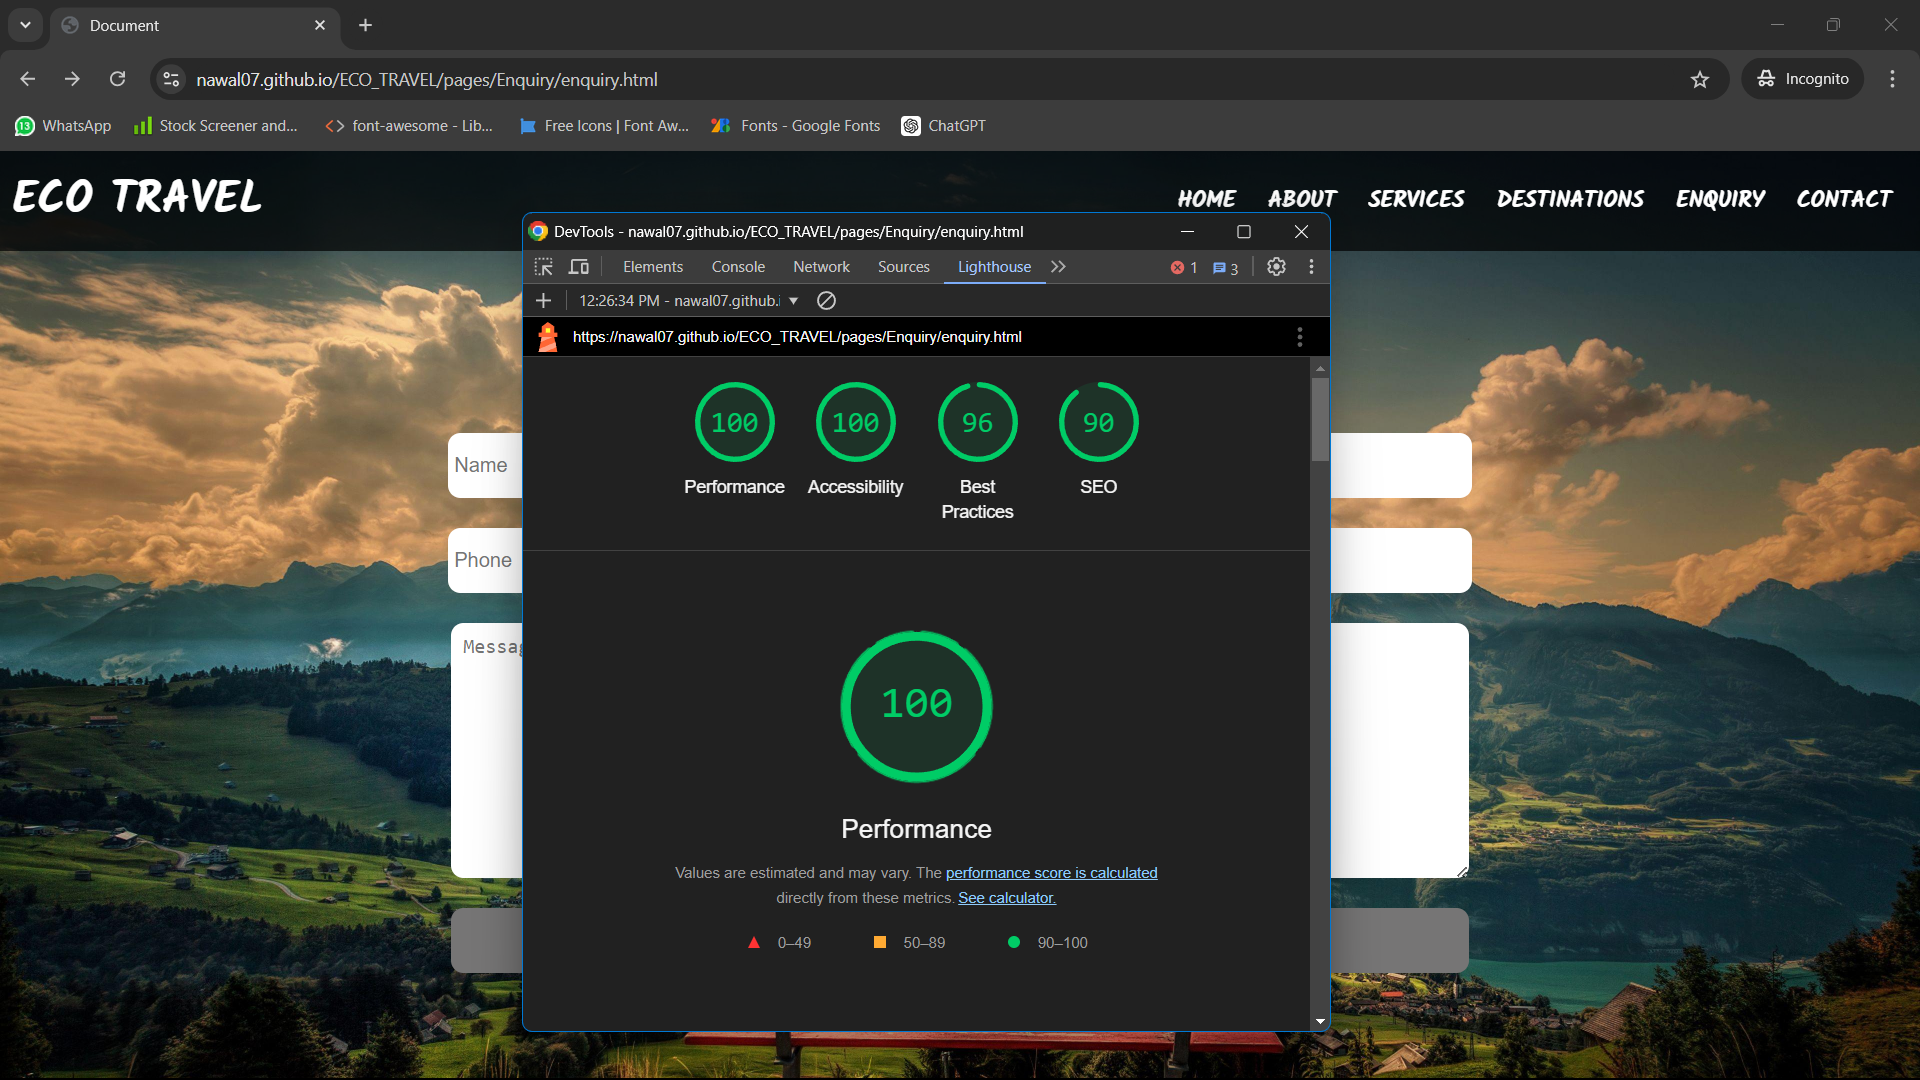 Document
nawal07.github.io/ECO_TRAVEL/pages/Enquiry/enquiry.html
Incognito
13 WhatsApp
Stock Screener and...
font-awesome - Lib...
Free Icons | Font Aw...
Fonts - Google Fonts
ChatGPT
ECO TRAVEL
HOME ABOUT SERVICES DESTINATIONS ENQUIRY CONTACT
DevTools - nawal07.github.io/ECO_TRAVEL/pages/Enquiry/enquiry.html
Elements Console Network Sources Lighthouse 1 3
12:26:34 PM - nawal07.github.i
https://nawal07.github.io/ECO_TRAVEL/pages/Enquiry/enquiry.html
100 100 96 90
Performance Accessibility Best Practices SEO
Name
Phone
Messag
100
Performance
Values are estimated and may vary. The performance score is calculated
directly from these metrics. See calculator.
0–49 50–89 90–100